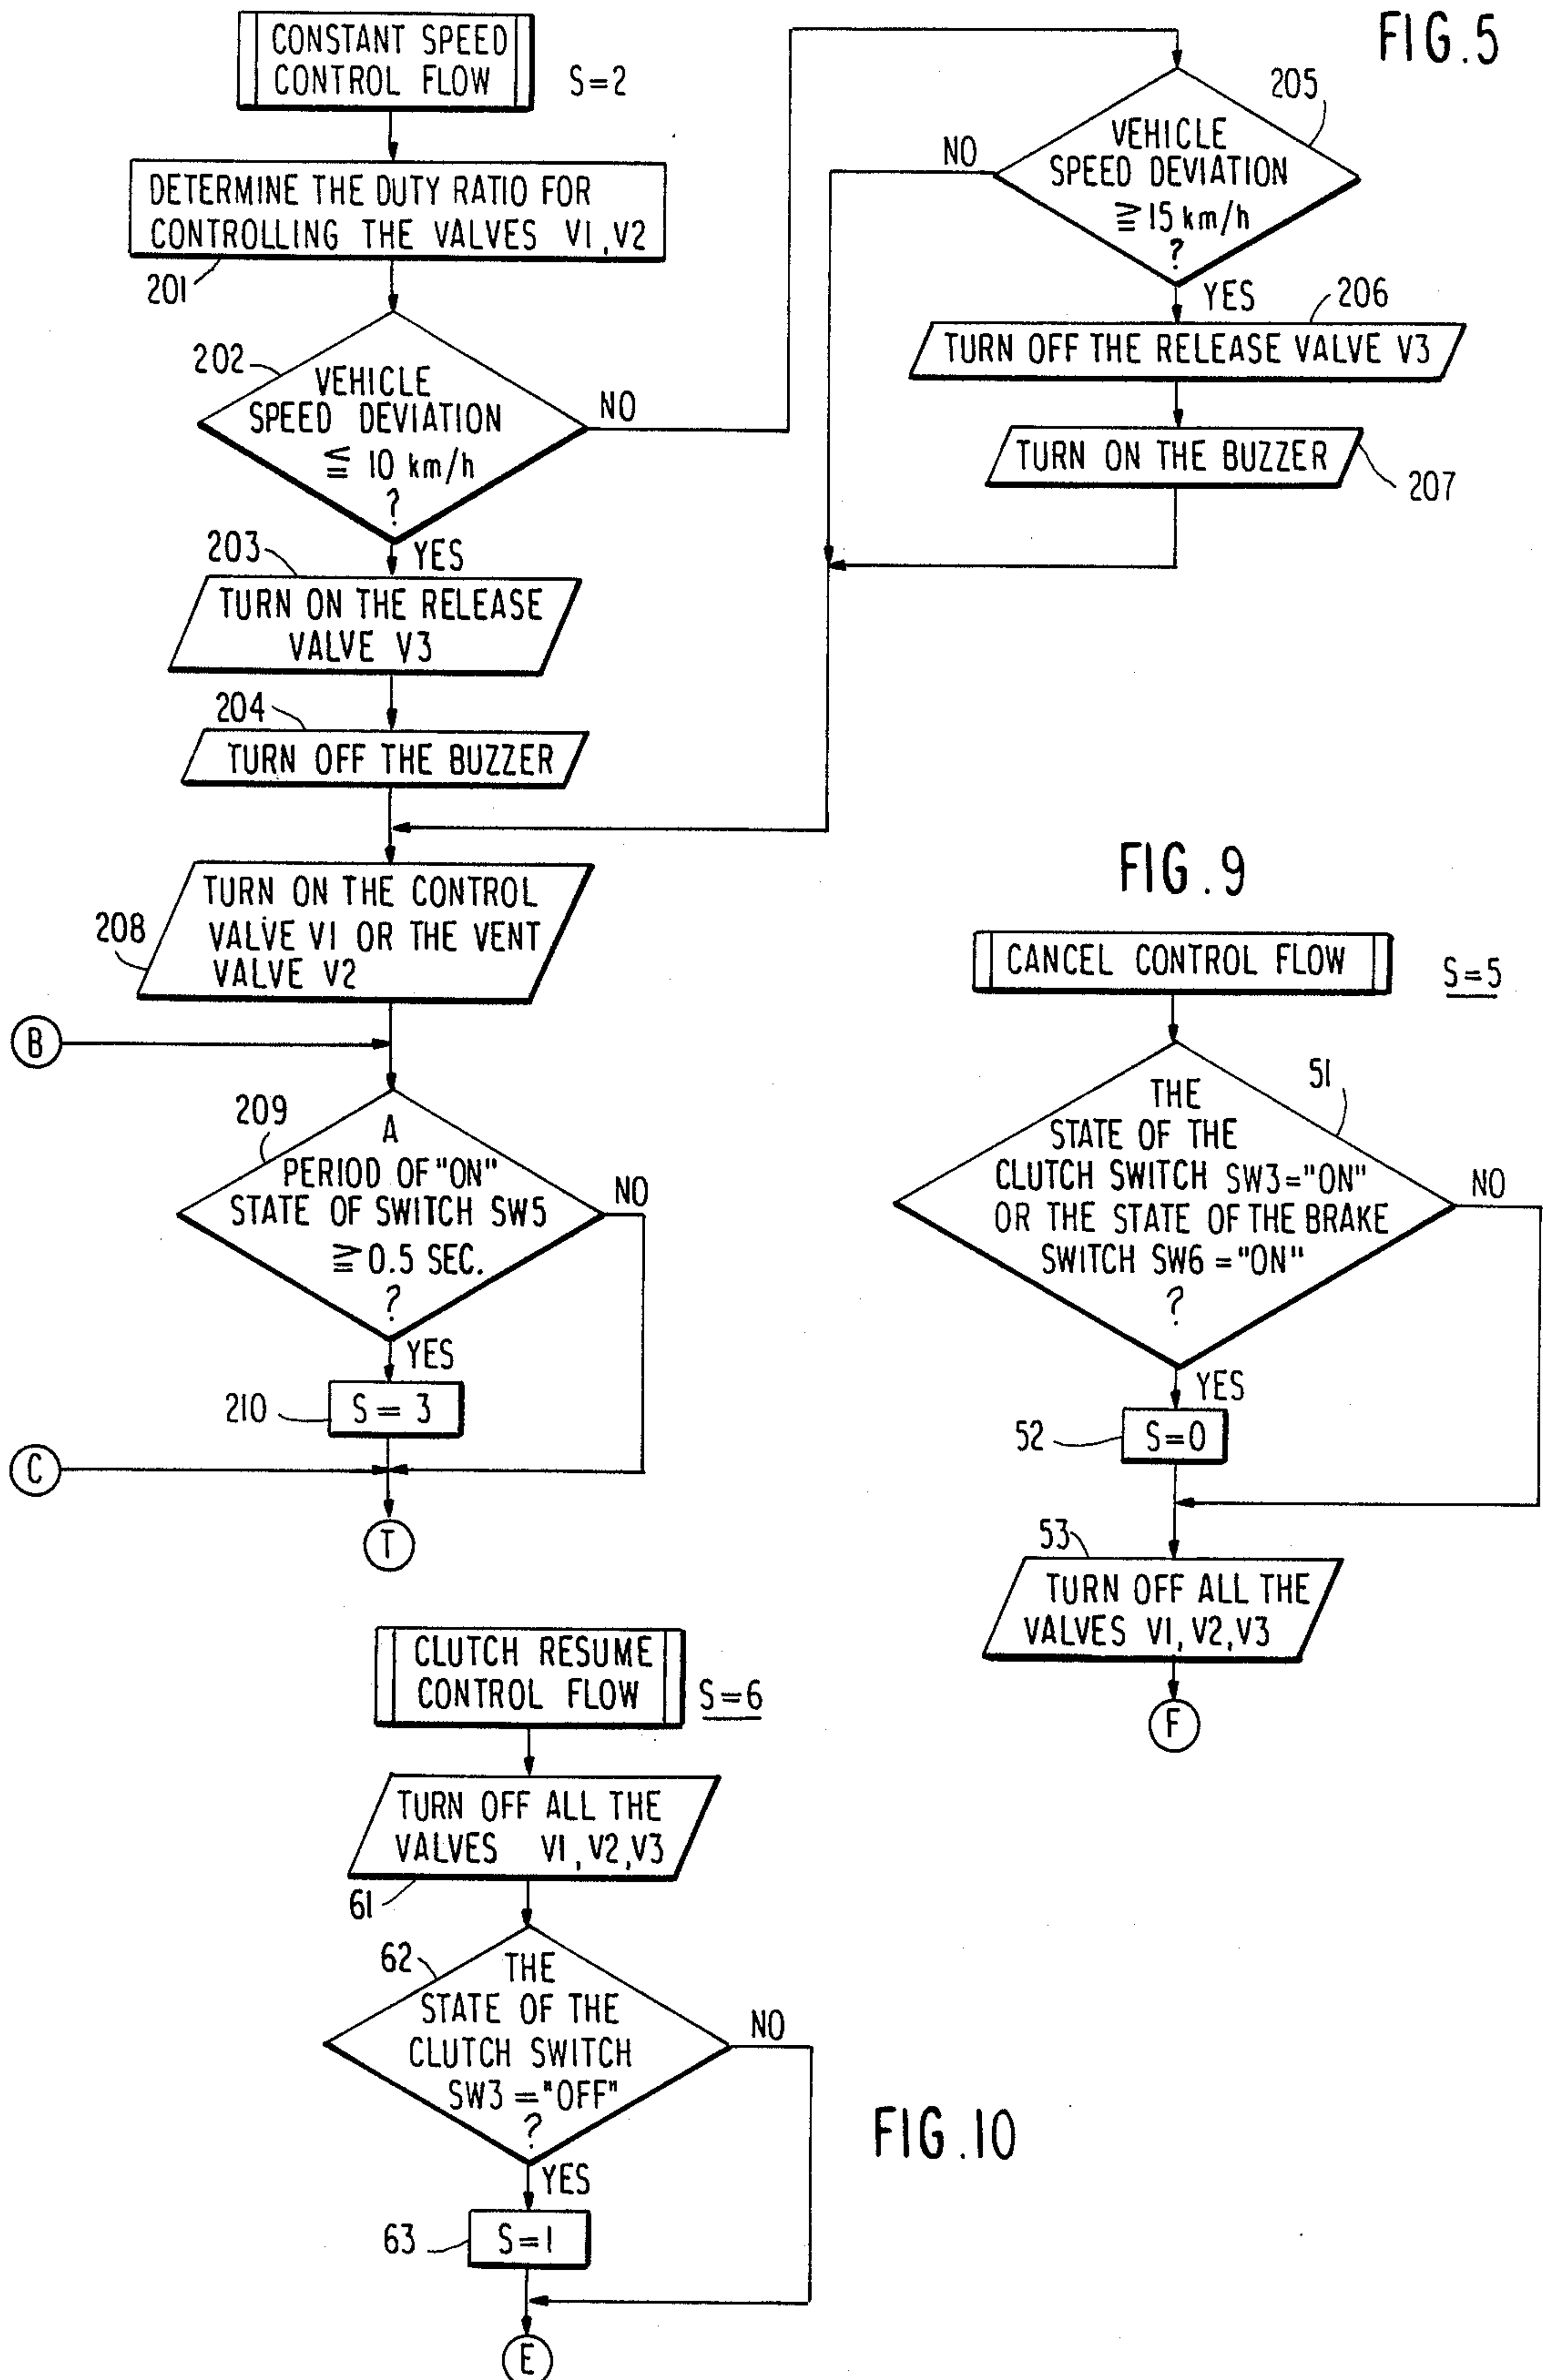 FIG.5
CONSTANT SPEED
CONTROL FLOW
S=2
DETERMINE THE DUTY RATIO FOR
CONTROLLING THE VALVES V1,V2
201
202
VEHICLE
SPEED DEVIATION
≦ 10 km/h
?
NO
YES
203
TURN ON THE RELEASE
VALVE V3
204
TURN OFF THE BUZZER
205
VEHICLE
SPEED DEVIATION
≧ 15 km/h
?
NO
YES
206
TURN OFF THE RELEASE VALVE V3
TURN ON THE BUZZER
207
208
TURN ON THE CONTROL
VALVE V1 OR THE VENT
VALVE V2
B
209
A
PERIOD OF "ON"
STATE OF SWITCH SW5
≧ 0.5 SEC.
?
NO
YES
210
S = 3
C
T
FIG.9
CANCEL CONTROL FLOW
S=5
51
THE
STATE OF THE
CLUTCH SWITCH SW3="ON"
OR THE STATE OF THE BRAKE
SWITCH SW6 = "ON"
?
NO
YES
52
S=0
53
TURN OFF ALL THE
VALVES V1, V2, V3
F
CLUTCH RESUME
CONTROL FLOW
S=6
TURN OFF ALL THE
VALVES V1, V2, V3
61
62
THE
STATE OF THE
CLUTCH SWITCH
SW3 ="OFF"
?
NO
YES
63
S=1
E
FIG.10